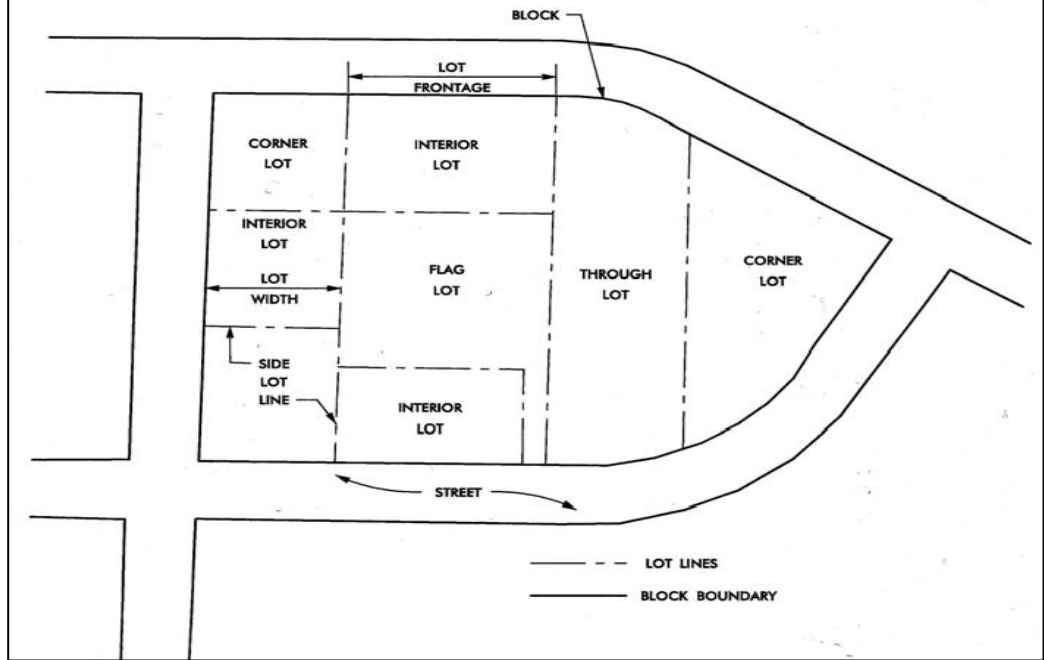 BLOCK
LOT
FRONTAGE
CORNER
LOT
INTERIOR
LOT
INTERIOR
LOT
LOT
WIDTH
FLAG
LOT
THROUGH
LOT
CORNER
LOT
SIDE
LOT
LINE
INTERIOR
LOT
STREET
LOT LINES
BLOCK BOUNDARY